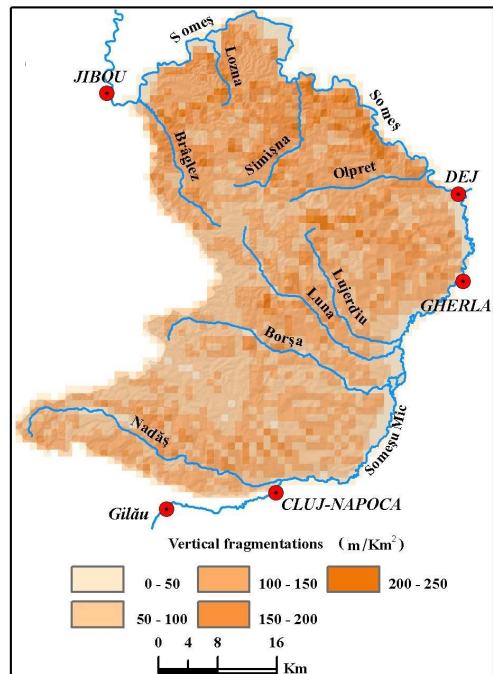 Someș
JIBOU
Lozna
Someș
Brâglez
Simișna
Olpret
DEJ
GHERLA
Lujerdiu
Luna
Borșa
Nadăș
Someșu Mic
CLUJ-NAPOCA
Gilău
Vertical fragmentations (m/Km²)
0 - 50 100 - 150 200 - 250
50 - 100 150 - 200
0 4 8 16
Km